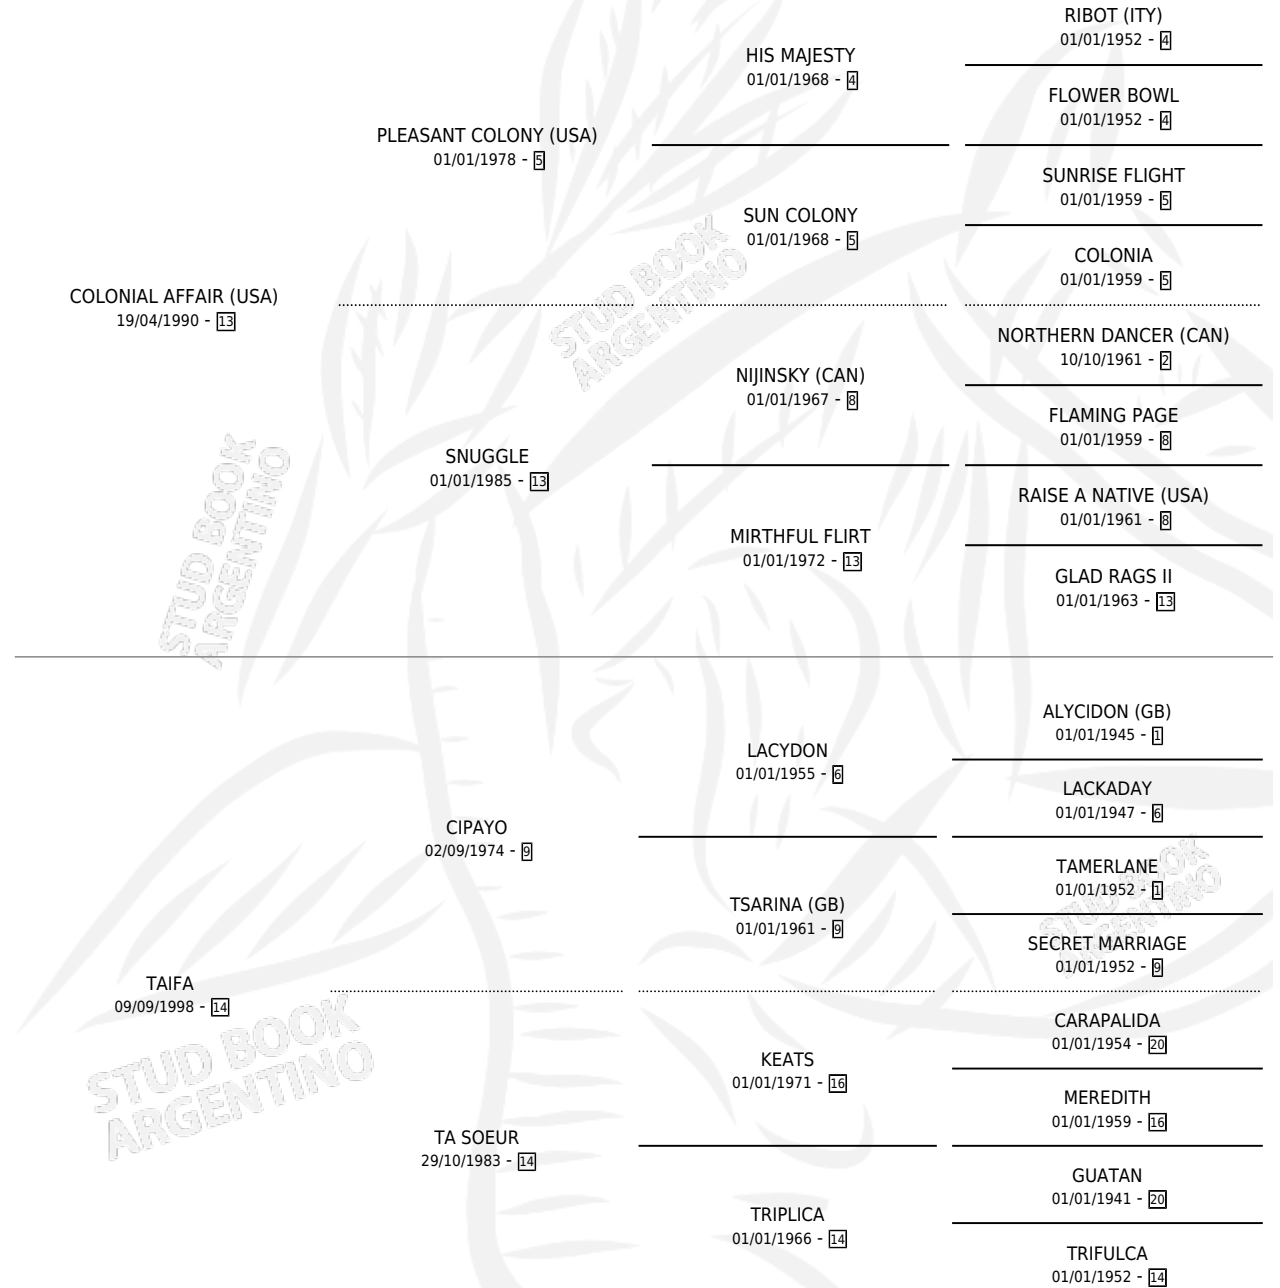 RIBOT (ITY)
01/01/1952 - 4
HIS MAJESTY
01/01/1968 - 4
FLOWER BOWL
01/01/1952 - 4
PLEASANT COLONY (USA)
01/01/1978 - 5
SUNRISE FLIGHT
01/01/1959 - 5
SUN COLONY
01/01/1968 - 5
COLONIA
01/01/1959 - 5
COLONIAL AFFAIR (USA)
19/04/1990 - 13
NORTHERN DANCER (CAN)
10/10/1961 - 2
NIJINSKY (CAN)
01/01/1967 - 8
FLAMING PAGE
01/01/1959 - 8
SNUGGLE
01/01/1985 - 13
RAISE A NATIVE (USA)
01/01/1961 - 8
MIRTHFUL FLIRT
01/01/1972 - 13
GLAD RAGS II
01/01/1963 - 13
ALYCIDON (GB)
01/01/1945 - 1
LACYDON
01/01/1955 - 6
LACKADAY
01/01/1947 - 6
CIPAYO
02/09/1974 - 9
TAMERLANE
01/01/1952 - 1
TSARINA (GB)
01/01/1961 - 9
SECRET MARRIAGE
01/01/1952 - 9
TAIFA
09/09/1998 - 14
CARAPALIDA
01/01/1954 - 20
KEATS
01/01/1971 - 16
MEREDITH
01/01/1959 - 16
TA SOEUR
29/10/1983 - 14
GUATAN
01/01/1941 - 20
TRIPLICA
01/01/1966 - 14
TRIFULCA
01/01/1952 - 14
STUD BOOK
ARGENTINO
STUD BOOK
ARGENTINO
STUD BOOK
ARGENTINO
STUD BOOK
ARGENTINO